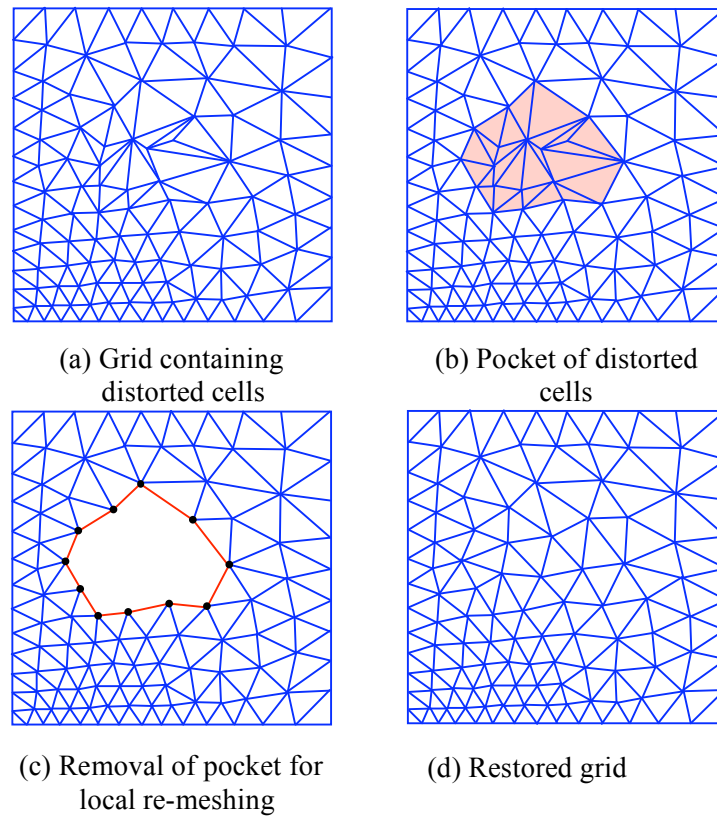 (a) Grid containing
distorted cells
(b) Pocket of distorted
cells
(c) Removal of pocket for
local re-meshing
(d) Restored grid